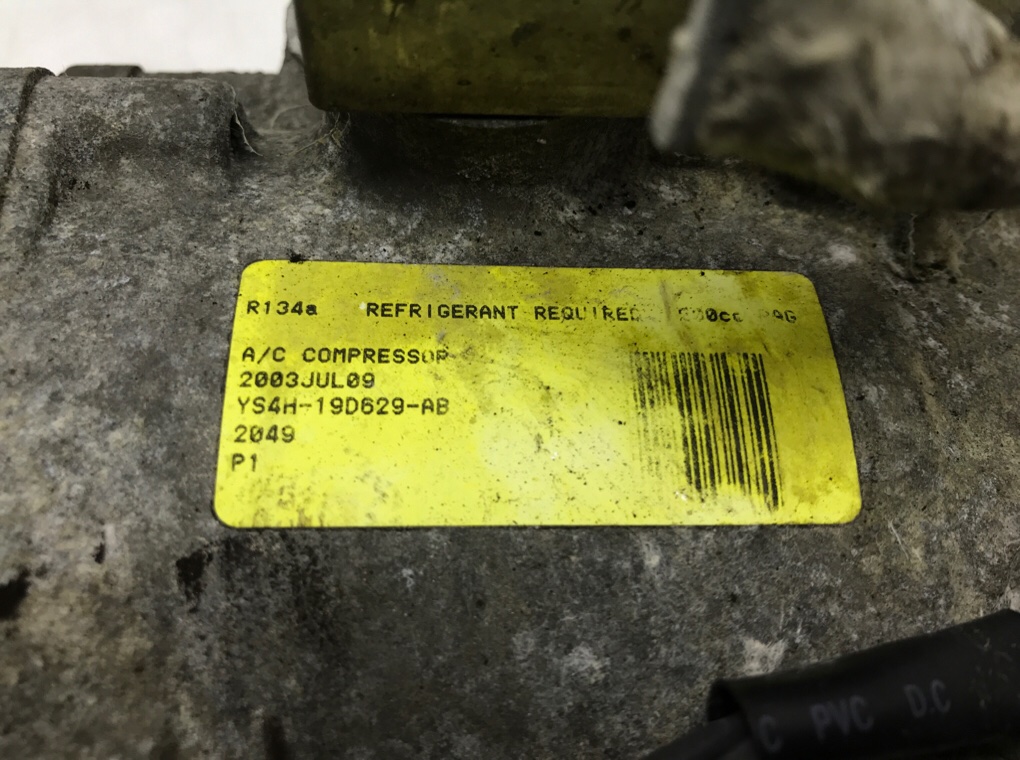 R134a REFRIGERANT REQUIRED
A/C COMPRESSOR
2003JUL09
YS4H-19D629-AB
2049
P1
C PVC D.C